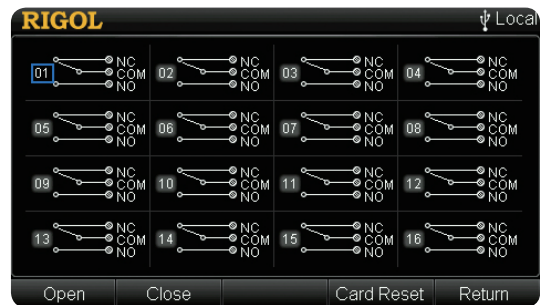 RIGOL Local
NC NC NC NC
01 COM 02 COM 03 COM 04 COM
NO NO NO NO
NC NC NC NC
05 COM 06 COM 07 COM 08 COM
NO NO NO NO
NC NC NC NC
09 COM 10 COM 11 COM 12 COM
NO NO NO NO
NC NC NC NC
13 COM 14 COM 15 COM 16 COM
NO NO NO NO
Open Close Card Reset Return